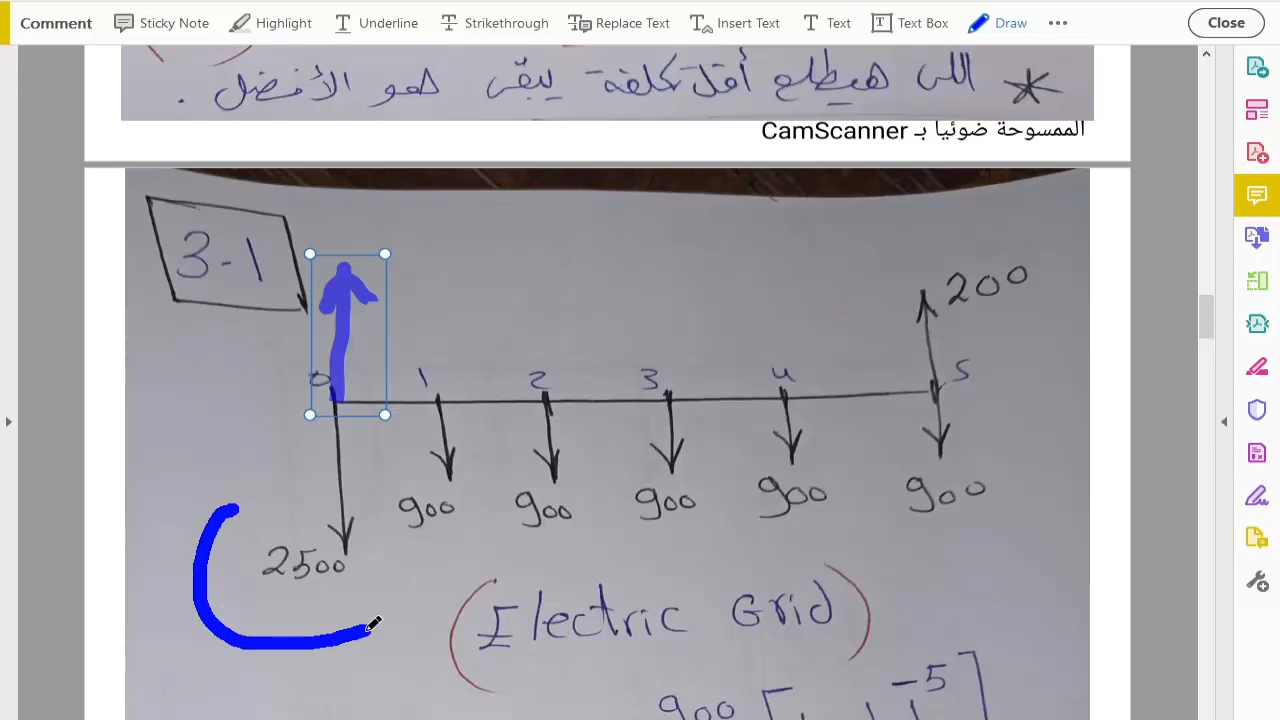 Comment Sticky Note Highlight Underline Strikethrough Replace Text Insert Text Text Text Box Draw Close
* اللى هيطلع أقل تكلفة يبقى هو الأفضل .
الممسوحة ضوئيا بـ CamScanner
3-1
200
0 1 2 3 4 5
900 900 900 900 900
2500
(Electric Grid)
900 [1 -5]